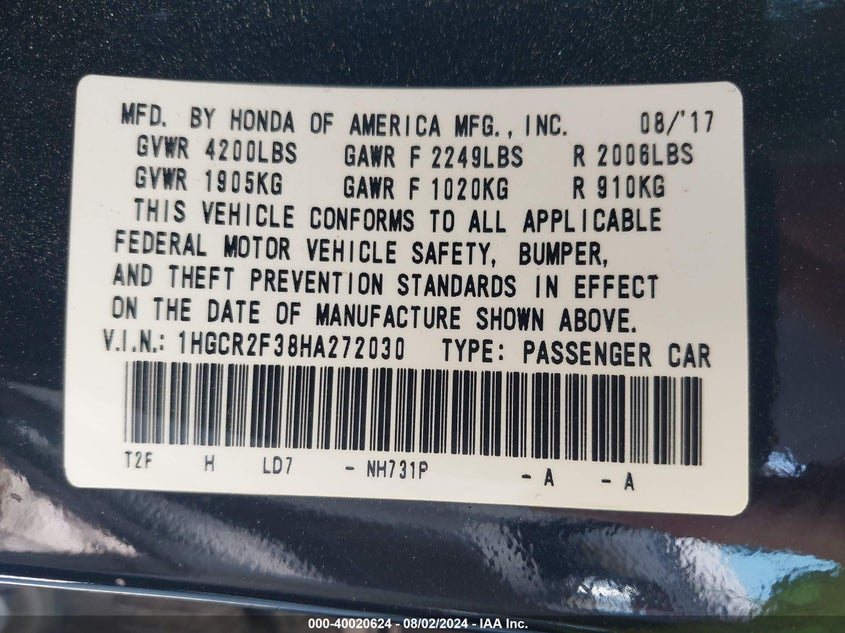 MFD. BY HONDA OF AMERICA MFG., INC. 08/'17
GVWR 4200LBS GAWR F 2249LBS R 2006LBS
GVWR 1905KG GAWR F 1020KG R 910KG
THIS VEHICLE CONFORMS TO ALL APPLICABLE
FEDERAL MOTOR VEHICLE SAFETY, BUMPER,
AND THEFT PREVENTION STANDARDS IN EFFECT
ON THE DATE OF MANUFACTURE SHOWN ABOVE.
V.I.N.: 1HGCR2F38HA272030 TYPE: PASSENGER CAR
T2F H LD7 - NH731P - A - A
000-40020624 - 08/02/2024 - IAA Inc.